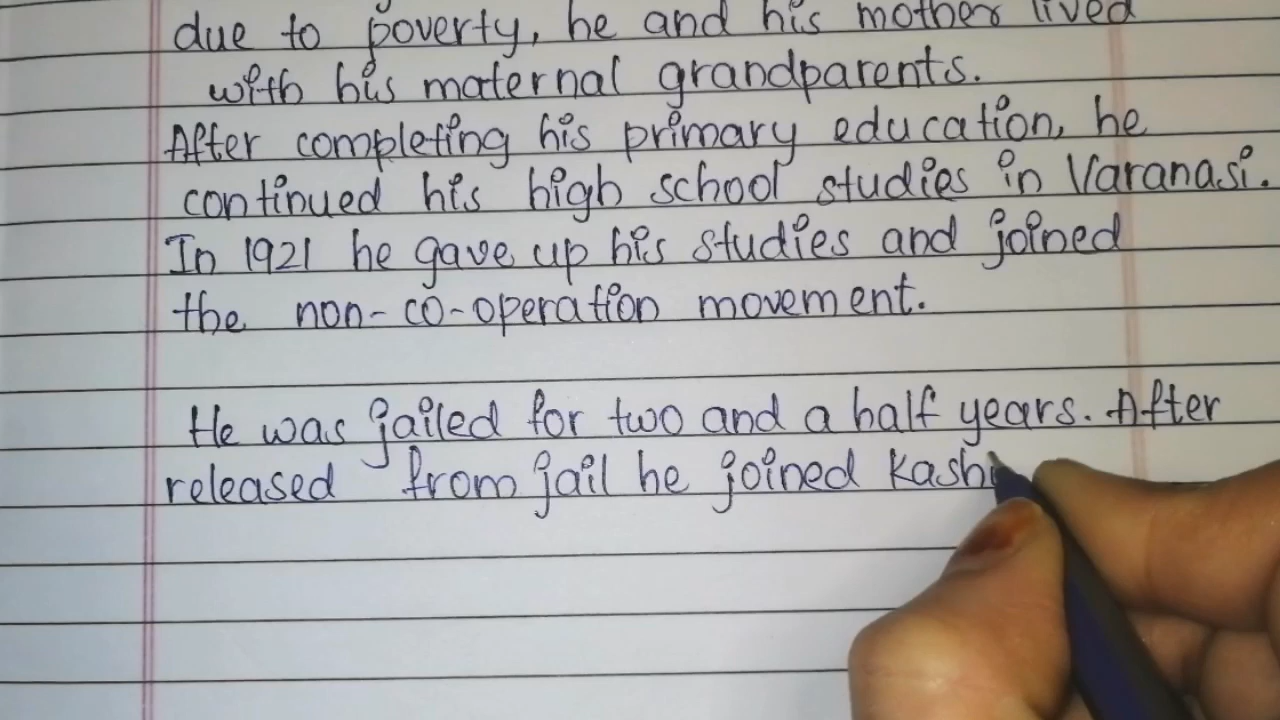 due to poverty, he and his mother lived
with his maternal grandparents.
After completing his primary education, he
continued his high school studies in Varanasi.
In 1921 he gave up his studies and joined
the non-co-operation movement.
He was jailed for two and a half years. After
released from jail he joined Kashi